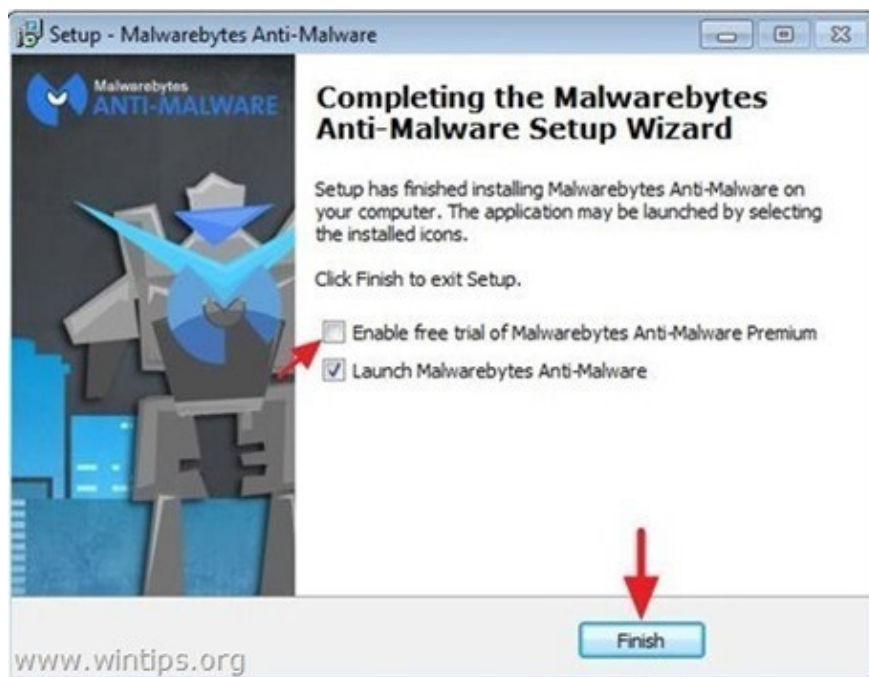 Setup - Malwarebytes Anti-Malware
Malwarebytes
ANTI-MALWARE
Completing the Malwarebytes
Anti-Malware Setup Wizard
Setup has finished installing Malwarebytes Anti-Malware on
your computer. The application may be launched by selecting
the installed icons.
Click Finish to exit Setup.
Enable free trial of Malwarebytes Anti-Malware Premium
Launch Malwarebytes Anti-Malware
Finish
www.wintips.org